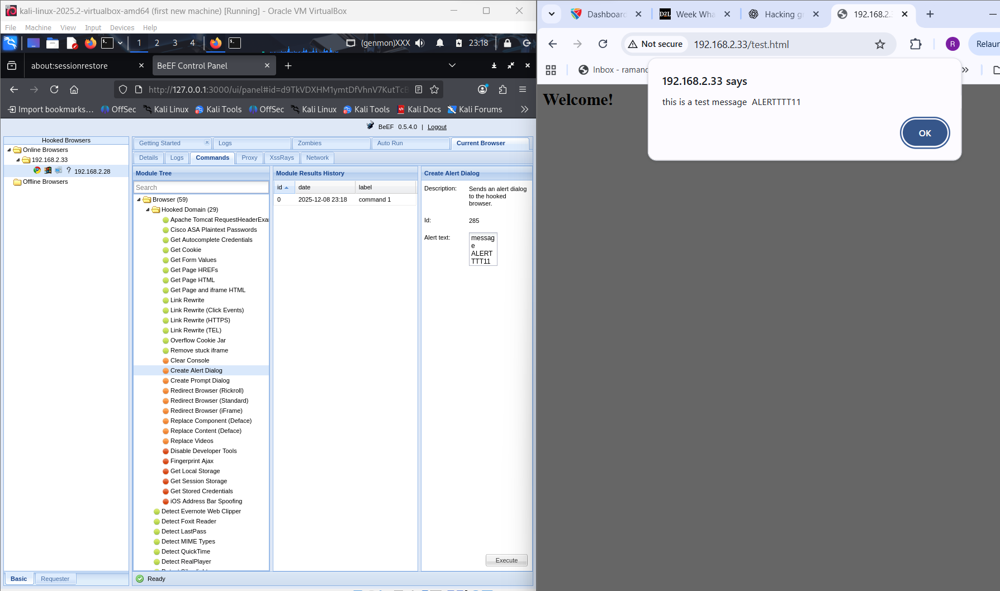 kali-linux-2025.2-virtualbox-amd64 (first new machine) [Running] - Oracle VM VirtualBox
File Machine View Input Devices Help
1 2 3 4 (genmon)XXX 23:18
about:sessionrestore BeEF Control Panel
http://127.0.0.1:3000/ui/panel#id=d9TkVDXHM1ymtDfVhnV7KutTcB
Import bookmarks... OffSec Kali Linux Kali Tools OffSec Kali Linux Kali Tools Kali Docs Kali Forums
BeEF 0.5.4.0 | Logout
Hooked Browsers
Online Browsers
192.168.2.33
? 192.168.2.28
Offline Browsers
Basic Requester
Getting Started Logs Zombies Auto Run Current Browser
Details Logs Commands Proxy XssRays Network
Module Tree
Search
Browser (59)
Hooked Domain (29)
Apache Tomcat RequestHeaderExa
Cisco ASA Plaintext Passwords
Get Autocomplete Credentials
Get Cookie
Get Form Values
Get Page HREFs
Get Page HTML
Get Page and iframe HTML
Link Rewrite
Link Rewrite (Click Events)
Link Rewrite (HTTPS)
Link Rewrite (TEL)
Overflow Cookie Jar
Remove stuck iframe
Clear Console
Create Alert Dialog
Create Prompt Dialog
Redirect Browser (Rickroll)
Redirect Browser (Standard)
Redirect Browser (iFrame)
Replace Component (Deface)
Replace Content (Deface)
Replace Videos
Disable Developer Tools
Fingerprint Ajax
Get Local Storage
Get Session Storage
Get Stored Credentials
iOS Address Bar Spoofing
Detect Evernote Web Clipper
Detect Foxit Reader
Detect LastPass
Detect MIME Types
Detect QuickTime
Detect RealPlayer
Module Results History
id date label
0 2025-12-08 23:18 command 1
Create Alert Dialog
Description: Sends an alert dialog
to the hooked
browser.
Id: 285
Alert text: messag
e
ALERT
TTT11
Execute
Ready
Dashboard D2L Week Wha Hacking gr 192.168.2.3
Not secure 192.168.2.33/test.html R Relaun
Inbox - ramand
Welcome!
192.168.2.33 says
this is a test message ALERTTTT11
OK